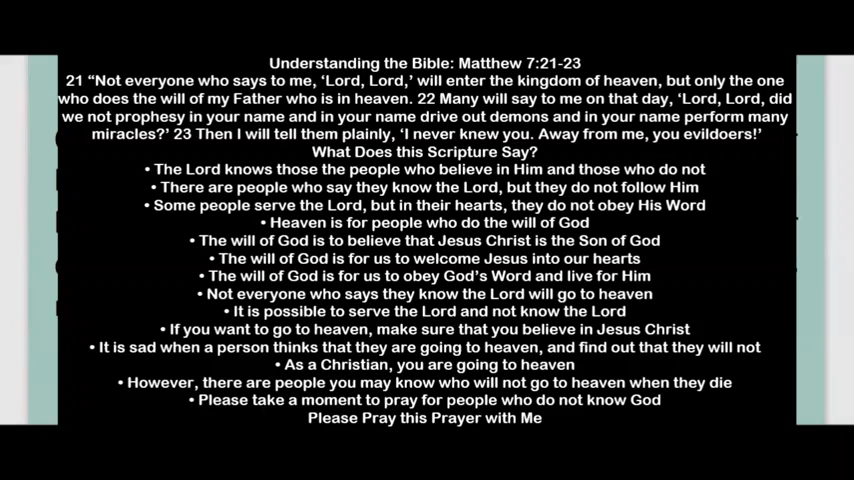 Understanding the Bible: Matthew 7:21-23
21 “Not everyone who says to me, ‘Lord, Lord,’ will enter the kingdom of heaven, but only the one
who does the will of my Father who is in heaven. 22 Many will say to me on that day, ‘Lord, Lord, did
we not prophesy in your name and in your name drive out demons and in your name perform many
miracles?’ 23 Then I will tell them plainly, ‘I never knew you. Away from me, you evildoers!’
What Does this Scripture Say?
• The Lord knows those the people who believe in Him and those who do not
• There are people who say they know the Lord, but they do not follow Him
• Some people serve the Lord, but in their hearts, they do not obey His Word
• Heaven is for people who do the will of God
• The will of God is to believe that Jesus Christ is the Son of God
• The will of God is for us to welcome Jesus into our hearts
• The will of God is for us to obey God’s Word and live for Him
• Not everyone who says they know the Lord will go to heaven
• It is possible to serve the Lord and not know the Lord
• If you want to go to heaven, make sure that you believe in Jesus Christ
• It is sad when a person thinks that they are going to heaven, and find out that they will not
• As a Christian, you are going to heaven
• However, there are people you may know who will not go to heaven when they die
• Please take a moment to pray for people who do not know God
Please Pray this Prayer with Me